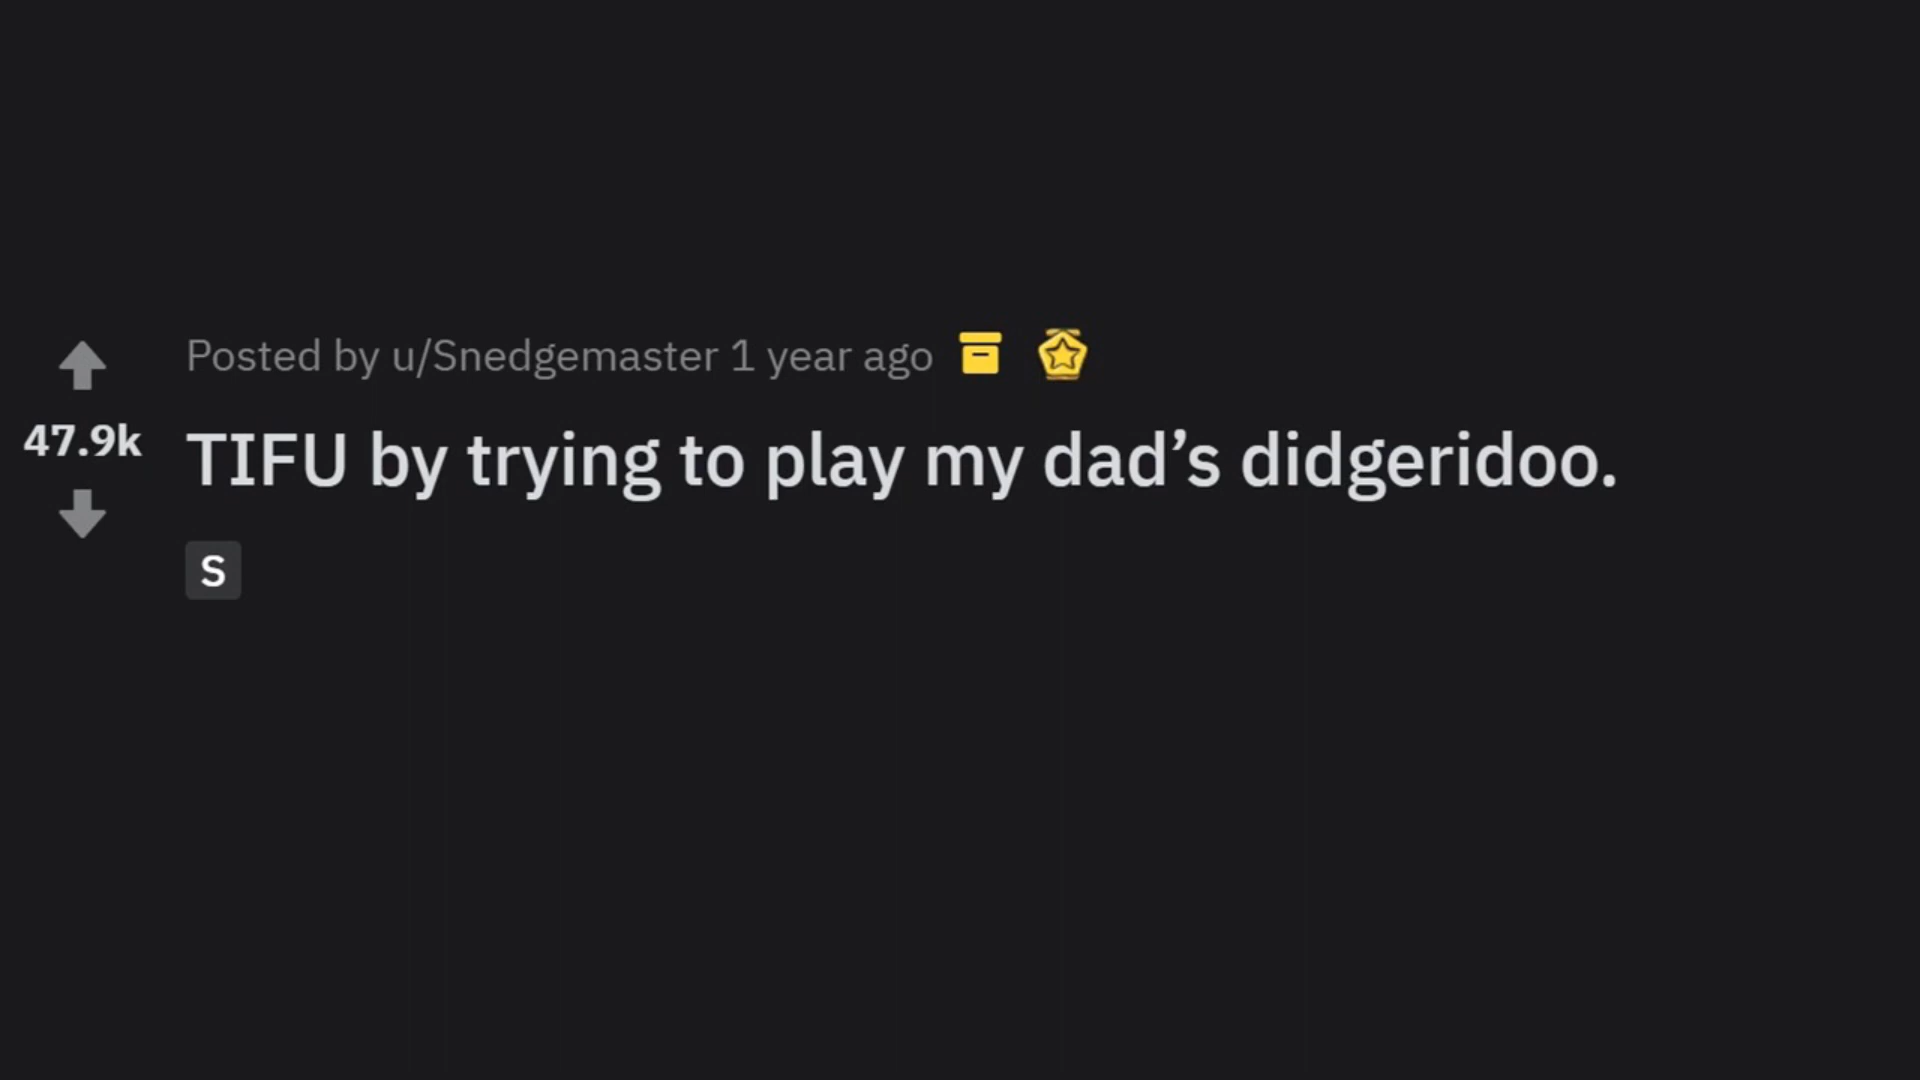 Posted by u/Snedgemaster 1 year ago
47.9k
TIFU by trying to play my dad’s didgeridoo.
S